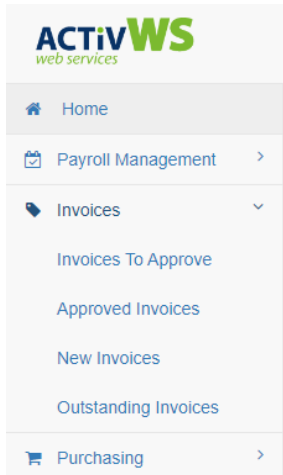 ACTiVWS
web services
Home
Payroll Management
Invoices
Invoices To Approve
Approved Invoices
New Invoices
Outstanding Invoices
Purchasing